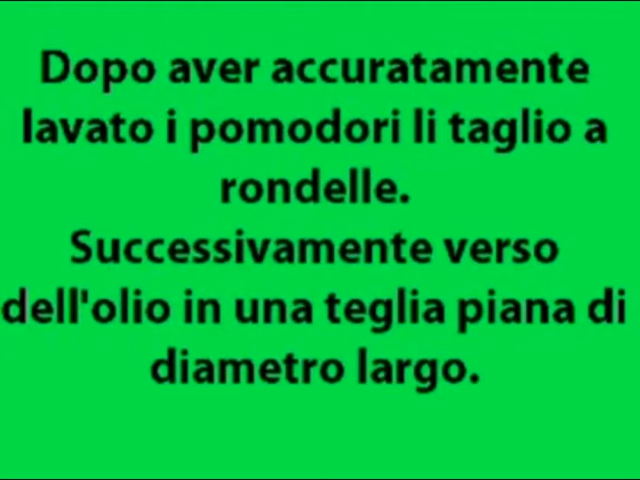 Dopo aver accuratamente
lavato i pomodori li taglio a
rondelle.
Successivamente verso
dell'olio in una teglia piana di
diametro largo.